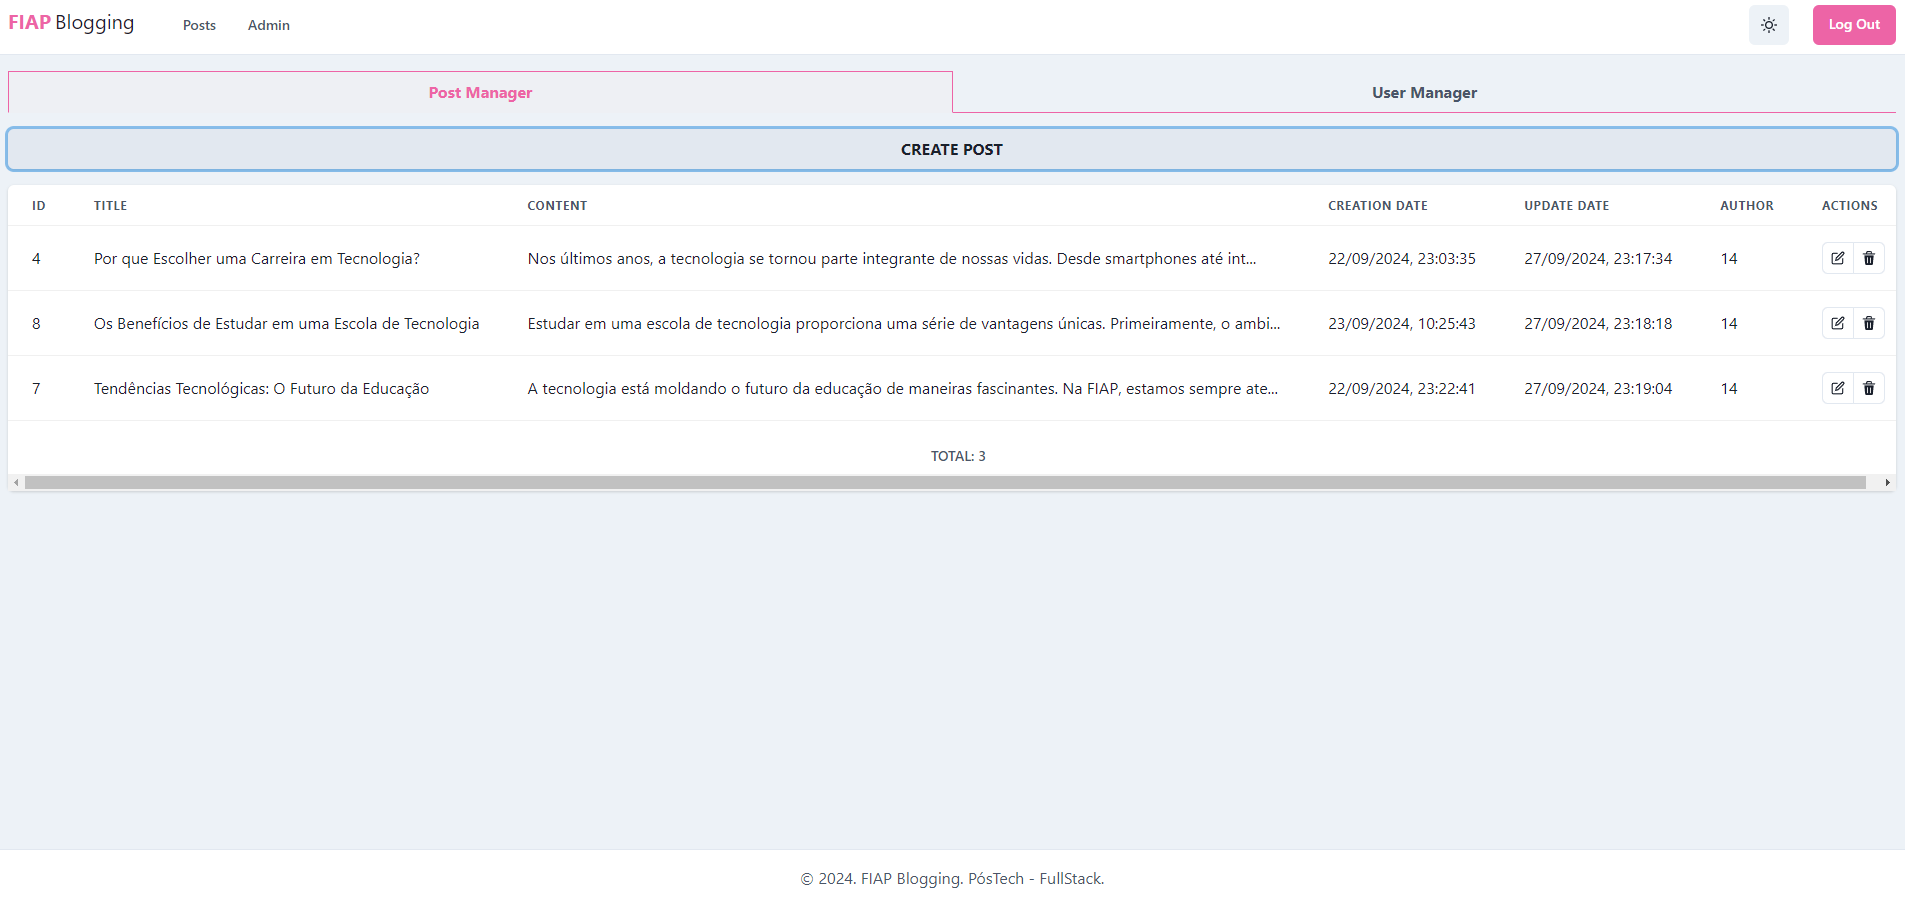 FIAP Blogging Posts Admin Log Out
Post Manager User Manager
CREATE POST
ID TITLE CONTENT CREATION DATE UPDATE DATE AUTHOR ACTIONS
4 Por que Escolher uma Carreira em Tecnologia? Nos últimos anos, a tecnologia se tornou parte integrante de nossas vidas. Desde smartphones até int... 22/09/2024, 23:03:35 27/09/2024, 23:17:34 14
8 Os Benefícios de Estudar em uma Escola de Tecnologia Estudar em uma escola de tecnologia proporciona uma série de vantagens únicas. Primeiramente, o ambi... 23/09/2024, 10:25:43 27/09/2024, 23:18:18 14
7 Tendências Tecnológicas: O Futuro da Educação A tecnologia está moldando o futuro da educação de maneiras fascinantes. Na FIAP, estamos sempre ate... 22/09/2024, 23:22:41 27/09/2024, 23:19:04 14
TOTAL: 3
© 2024. FIAP Blogging. PósTech - FullStack.